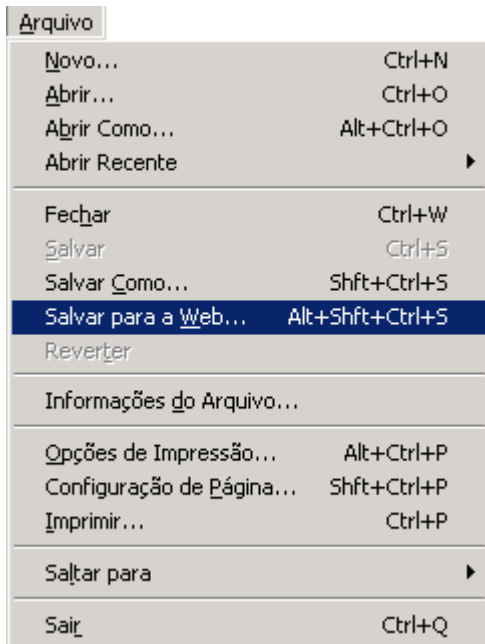 Arquivo
Novo... Ctrl+N
Abrir... Ctrl+O
Abrir Como... Alt+Ctrl+O
Abrir Recente
Fechar Ctrl+W
Salvar Ctrl+S
Salvar Como... Shft+Ctrl+S
Salvar para a Web... Alt+Shft+Ctrl+S
Reverter
Informações do Arquivo...
Opções de Impressão... Alt+Ctrl+P
Configuração de Página... Shft+Ctrl+P
Imprimir... Ctrl+P
Saltar para
Sair Ctrl+Q